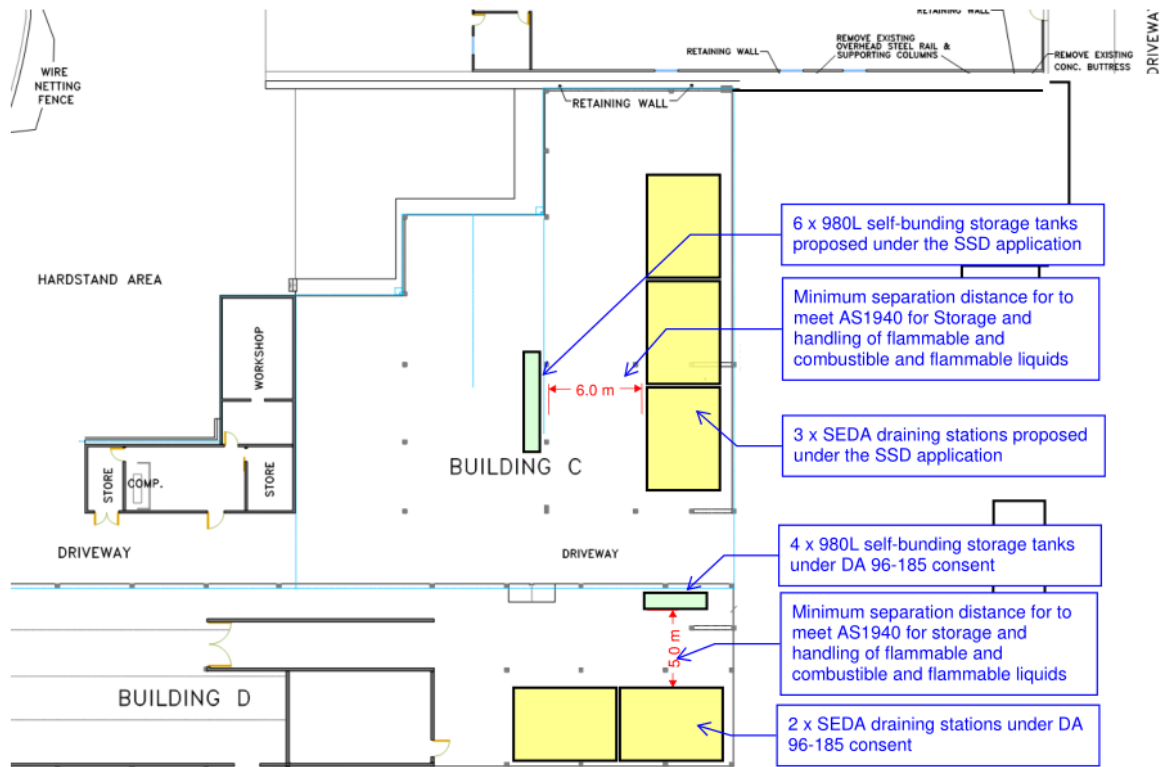 RETAINING WALL
DRIVEWAY
WIRE
NETTING
FENCE
RETAINING WALL
REMOVE EXISTING
OVERHEAD STEEL RAIL &
SUPPORTING COLUMNS
REMOVE EXISTING
CONC. BUTTRESS
RETAINING WALL
6 x 980L self-bunding storage tanks
proposed under the SSD application
HARDSTAND AREA
Minimum separation distance for to
meet AS1940 for Storage and
handling of flammable and
combustible and flammable liquids
WORKSHOP
6.0 m
3 x SEDA draining stations proposed
under the SSD application
BUILDING C
STORE
COMP.
STORE
DRIVEWAY
DRIVEWAY
4 x 980L self-bunding storage tanks
under DA 96-185 consent
Minimum separation distance for to
meet AS1940 for storage and
handling of flammable and
combustible and flammable liquids
5.0 m
BUILDING D
2 x SEDA draining stations under DA
96-185 consent